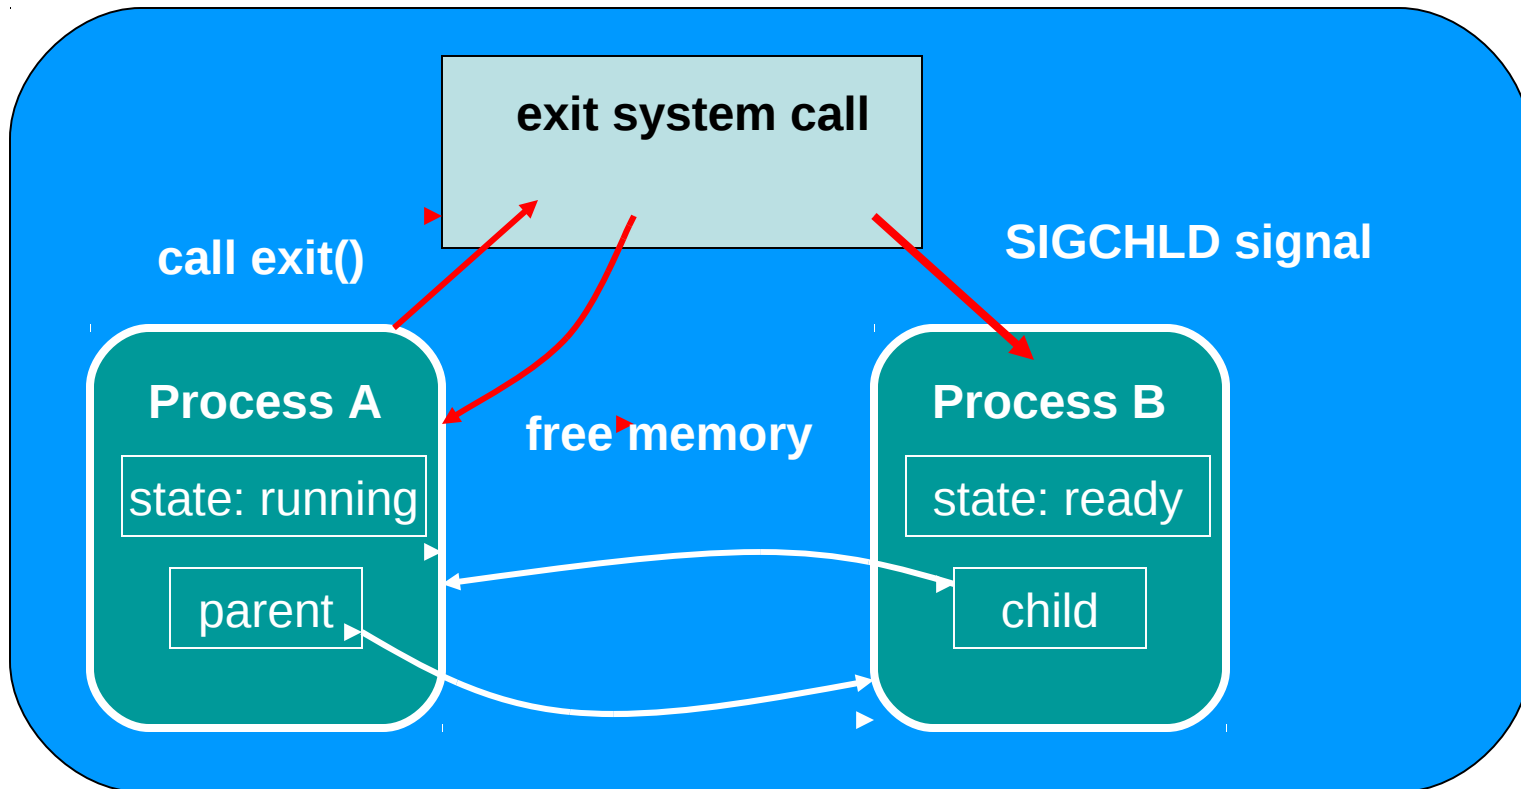 exit system call
call exit()
SIGCHLD signal
Process A
Process B
free memory
state: running
state: ready
parent
child